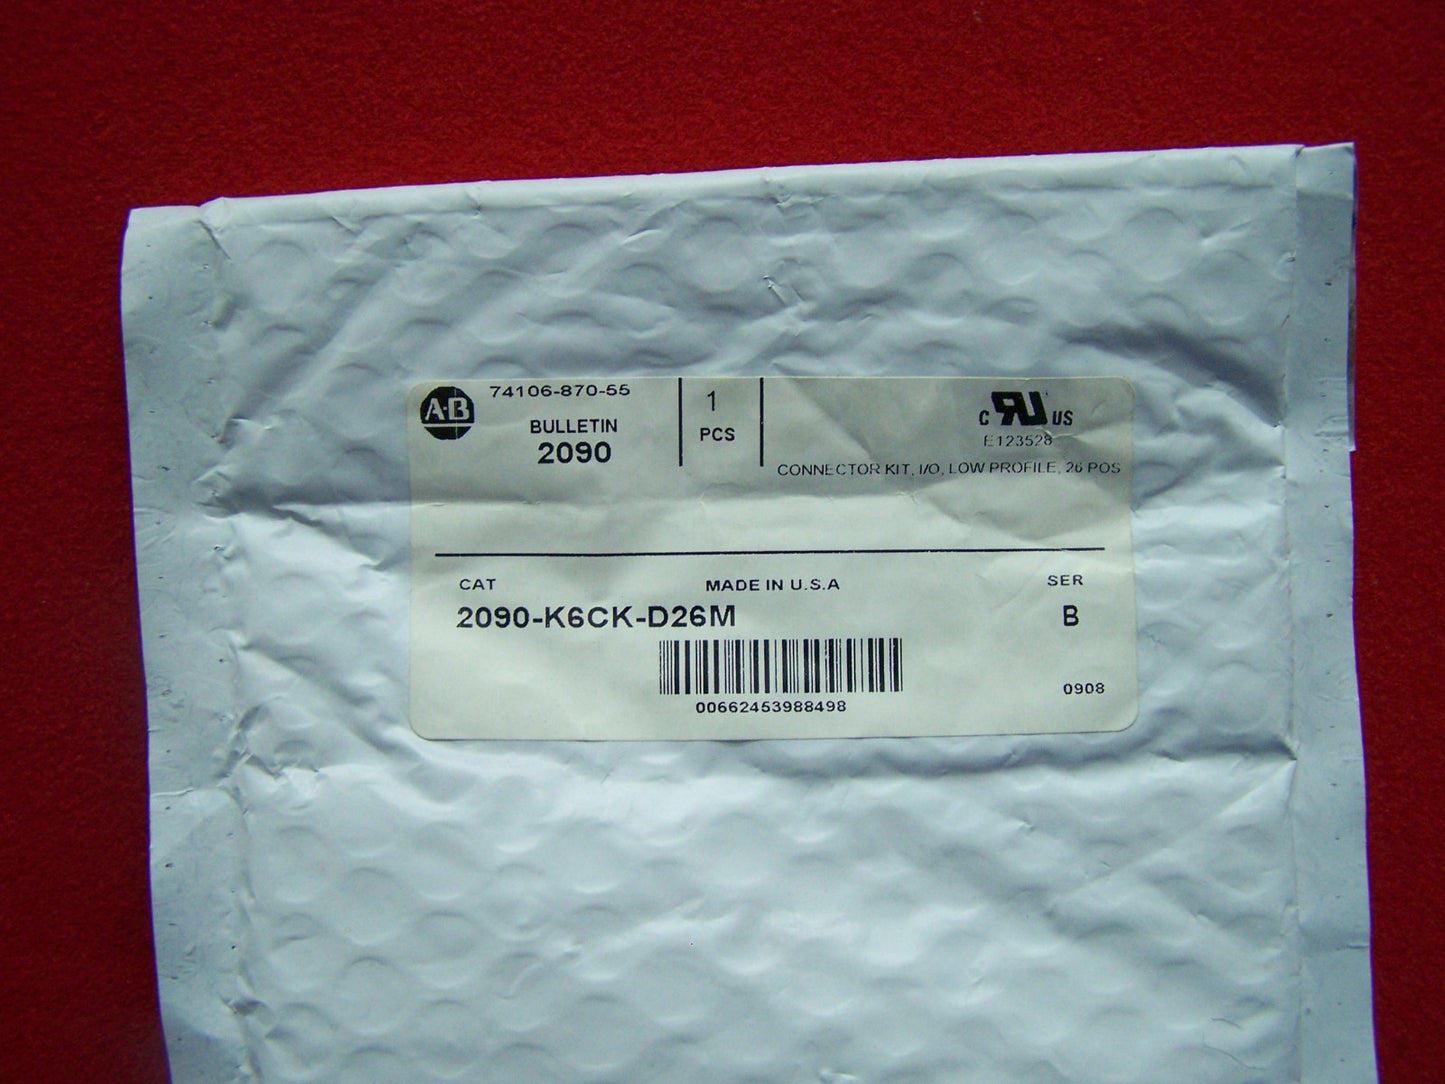 A-B
74106-870-55
BULLETIN
2090
1
PCS
C RU US
E123528
CONNECTOR KIT, I/O, LOW PROFILE, 26 POS
CAT
MADE IN U.S.A
SER
2090-K6CK-D26M
B
00662453988498
0908